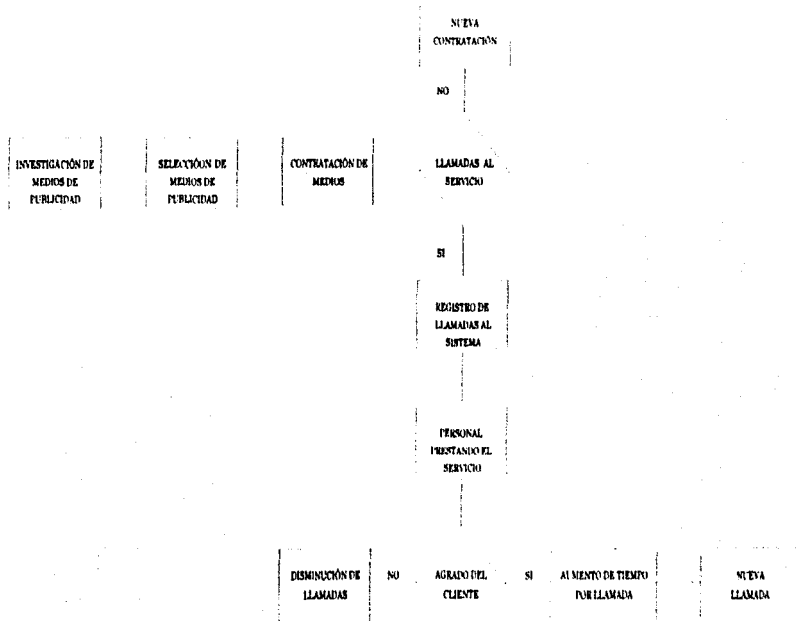 NUEVA
CONTRATACIÓN
NO
INVESTIGACIÓN DE
MEDIOS DE
PUBLICIDAD
SELECCIÓON DE
MEDIOS DE
PUBLICIDAD
CONTRATACIÓN DE
MEDIOS
LLAMADAS AL
SERVICIO
SI
REGISTRO DE
LLAMADAS AL
SISTEMA
PERSONAL
PRESTANDO EL
SERVICIO
DISMINUCIÓN DE
LLAMADAS
NO
AGRADO DEL
CLIENTE
SI
AUMENTO DE TIEMPO
POR LLAMADA
NUEVA
LLAMADA